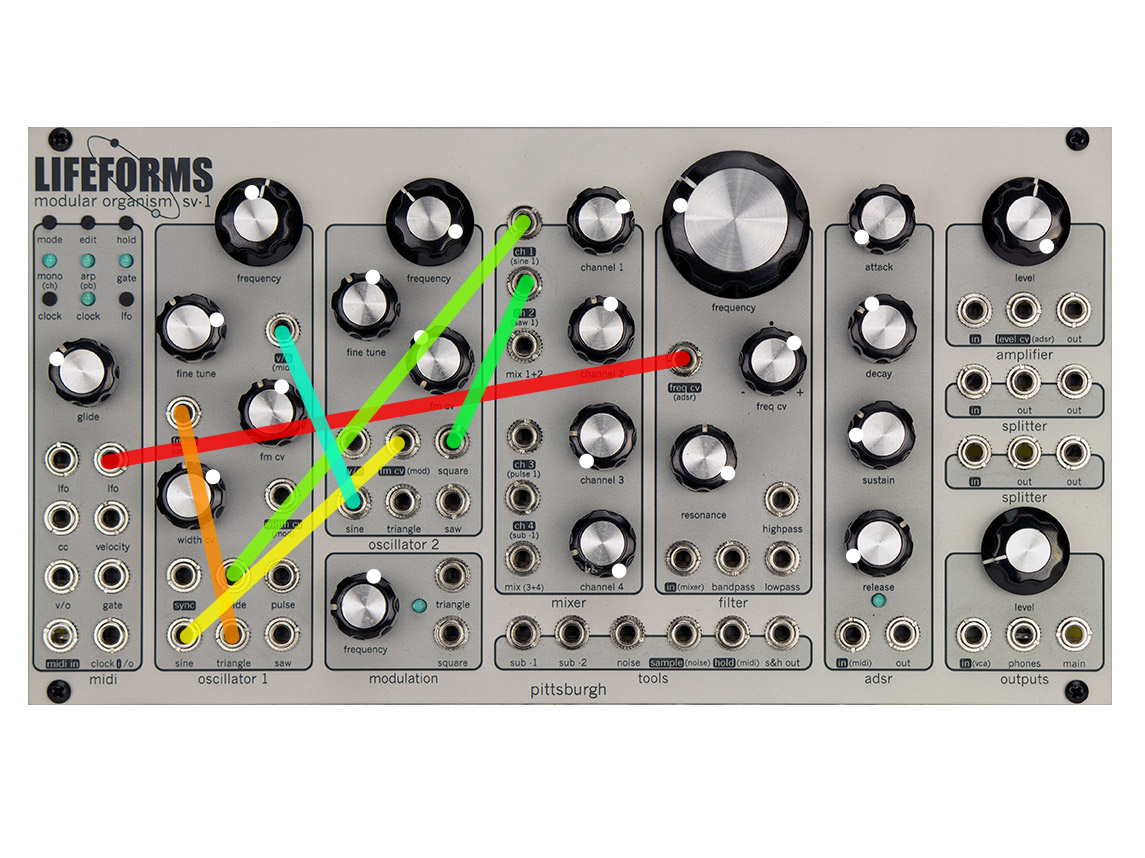 LIFEFORMS
modular organism sv·1
mode edit hold
mono arp gate
(ch) (pb)
clock clock lfo
glide
lfo lfo
cc velocity
v/o gate
midi in clock i/o
midi
frequency
fine tune
fm cv
width cv
sync pulse
sine triangle saw
oscillator 1
frequency
fine tune
fm cv
fm cv (mod) square
sine triangle saw
oscillator 2
triangle
frequency square
modulation
ch 1
(sine 1)
channel 1
ch 2
(saw 1)
mix 1+2 channel 2
ch 3
(pulse 1)
channel 3
ch 4
(sub -1)
mix (3+4) channel 4
mixer
frequency
freq cv
(adsr)
- freq cv +
resonance
highpass
in (mixer) bandpass lowpass
filter
sub -1 sub -2 noise sample (noise) hold (midi) s&h out
tools
pittsburgh
attack
decay
sustain
release
in (midi) out
adsr
level
in level cv (adsr) out
amplifier
in out out
splitter
in out out
splitter
level
in (vca) phones main
outputs